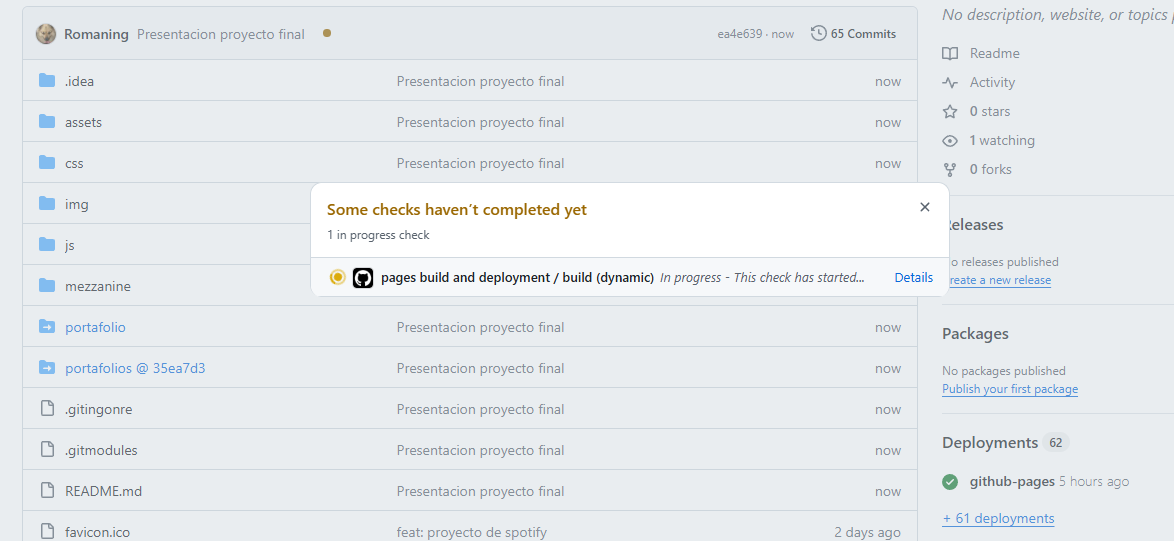 Romaning Presentacion proyecto final ea4e639 · now 65 Commits
.idea Presentacion proyecto final now
assets Presentacion proyecto final now
css Presentacion proyecto final now
img
js
mezzanine
portafolio Presentacion proyecto final now
portafolios @ 35ea7d3 Presentacion proyecto final now
.gitingonre Presentacion proyecto final now
.gitmodules Presentacion proyecto final now
README.md Presentacion proyecto final now
favicon.ico feat: proyecto de spotify 2 days ago
Some checks haven't completed yet
1 in progress check
pages build and deployment / build (dynamic) In progress - This check has started... Details
No description, website, or topics
Readme
Activity
0 stars
1 watching
0 forks
eleases
o releases published
reate a new release
Packages
No packages published
Publish your first package
Deployments 62
github-pages 5 hours ago
+ 61 deployments